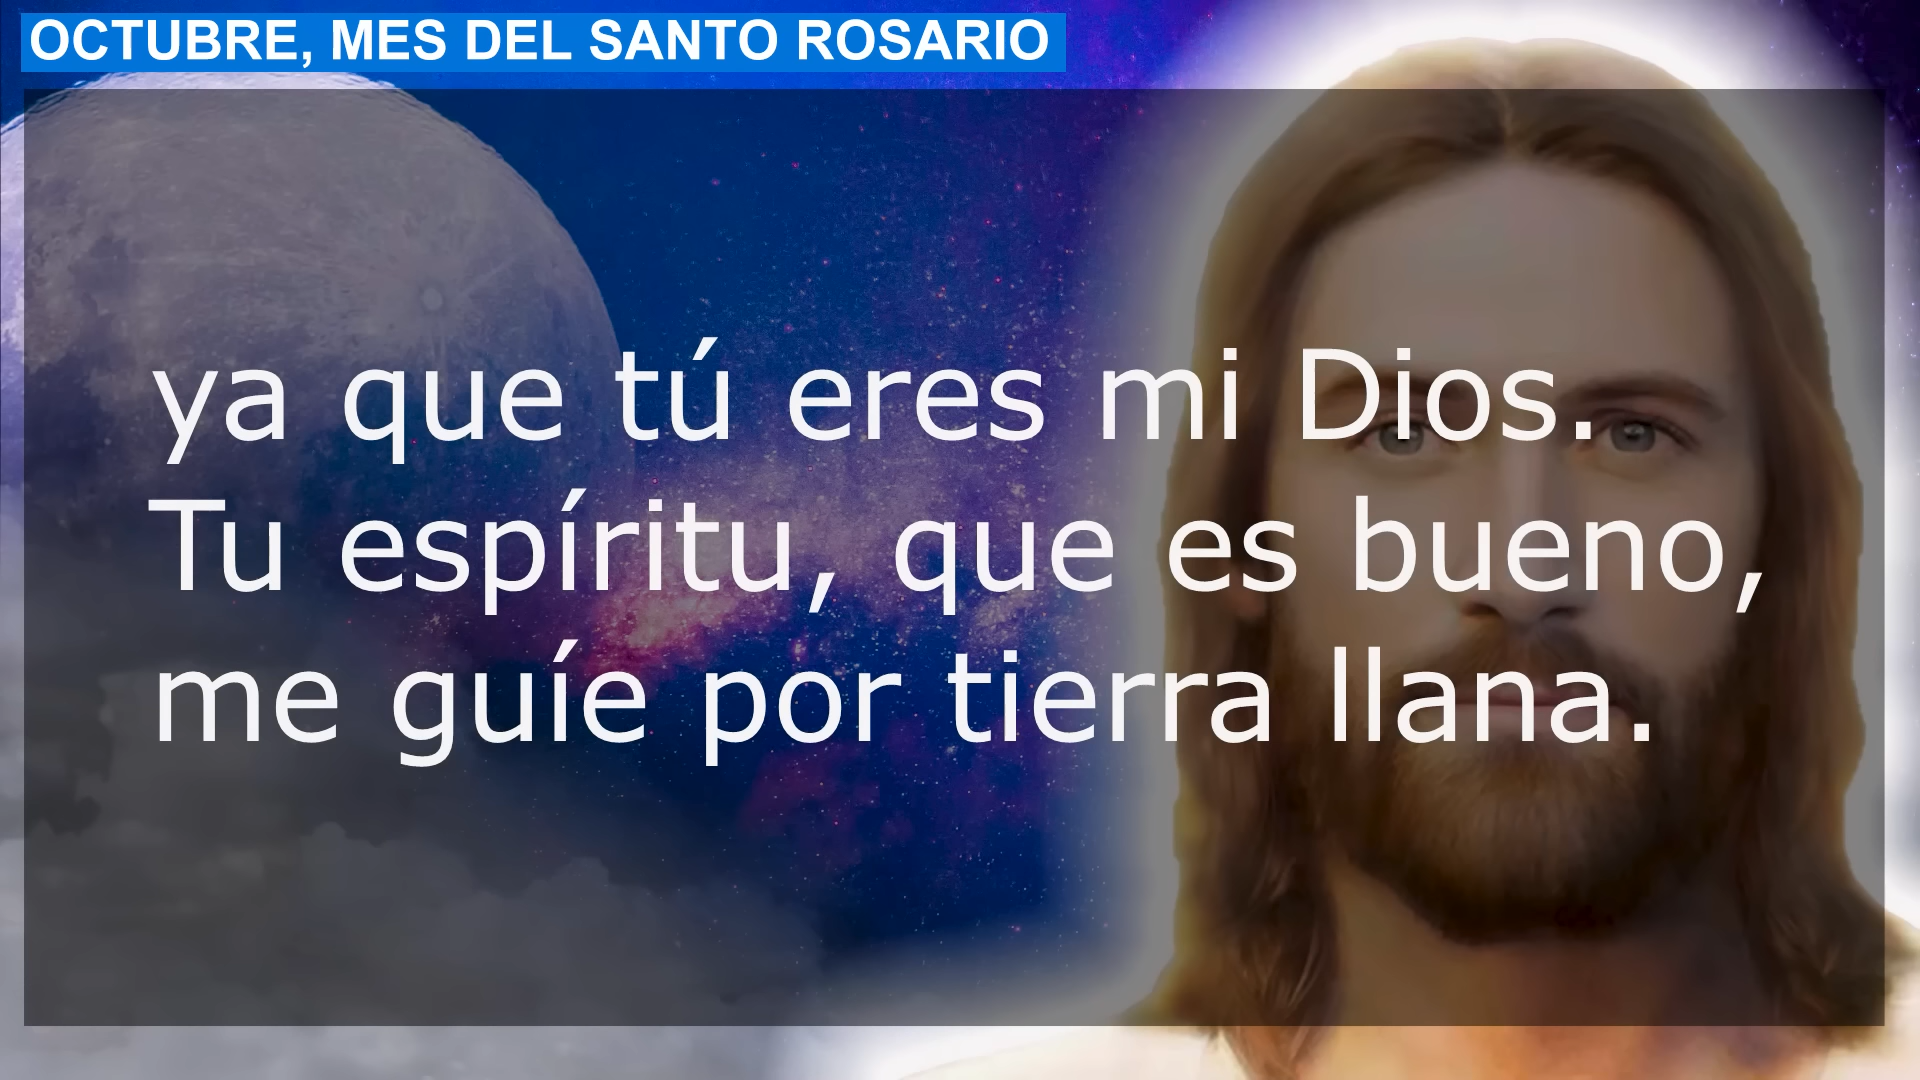 OCTUBRE, MES DEL SANTO ROSARIO
ya que tú eres mi Dios.
Tu espíritu, que es bueno,
me guíe por tierra llana.